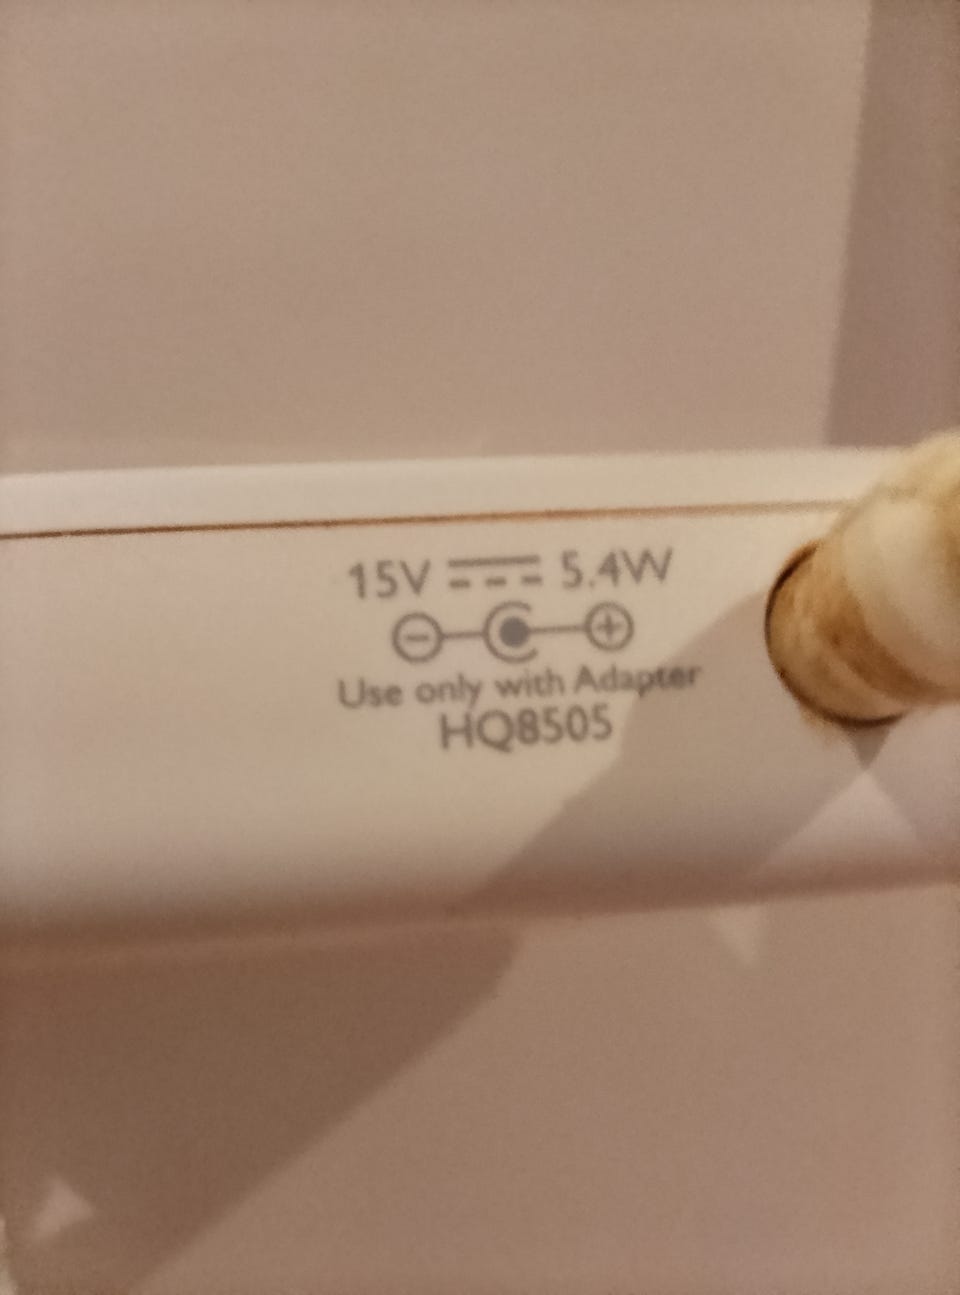 15V ⎓ 5.4W
Use only with Adapter
HQ8505